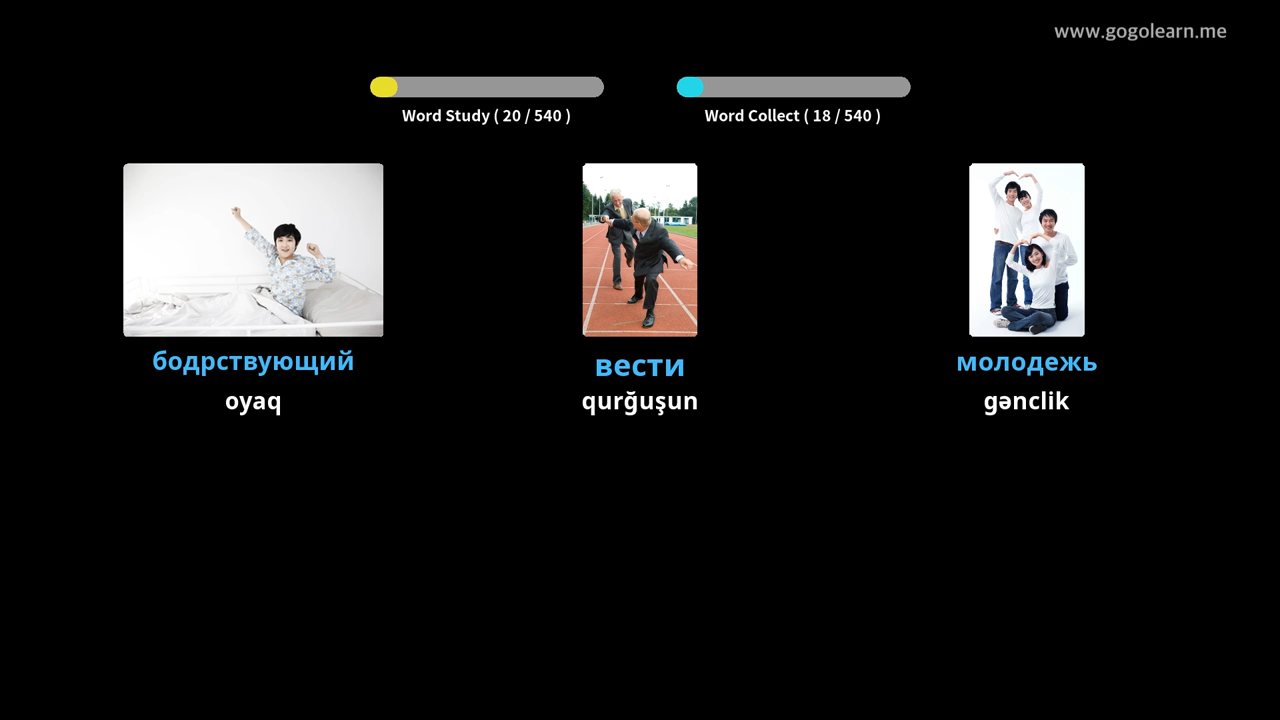 www.gogolearn.me
Word Study ( 20 / 540 )
Word Collect ( 18 / 540 )
бодрствующий
oyaq
вести
qurğuşun
молодежь
gənclik